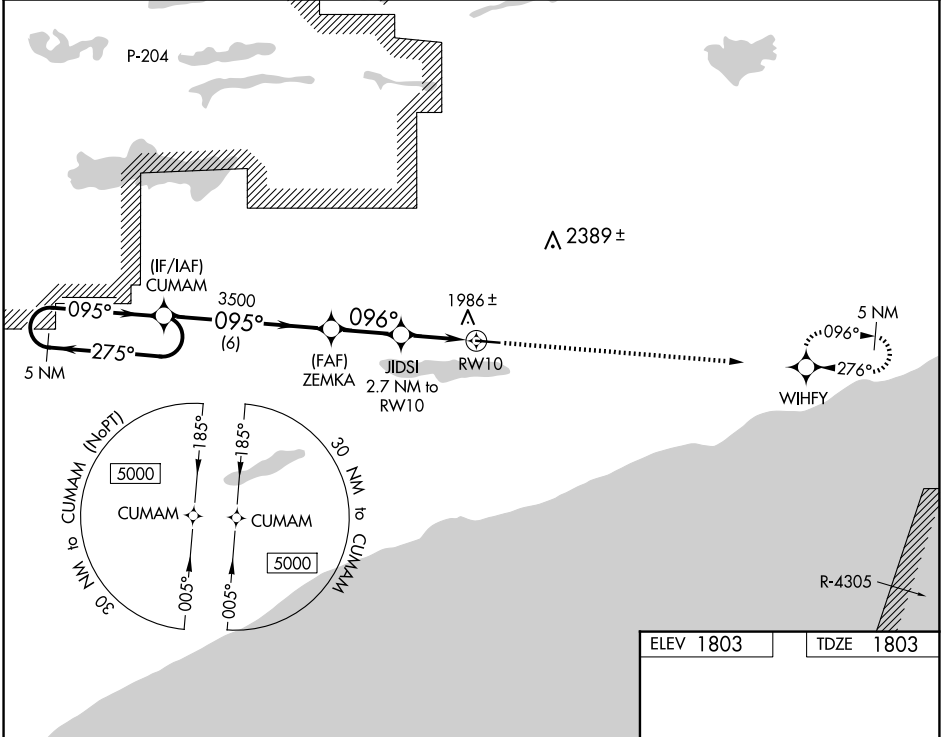 P-204
2389 ±
(IF/IAF)
CUMAM
3500
095°
(6)
095°
275°
5 NM
096°
1986 ±
(FAF)
ZEMKA
JIDSI
2.7 NM to
RW10
RW10
5 NM
096°
276°
WIHFY
30 NM to CUMAM (NoPT)
5000
185°
CUMAM
005°
185°
CUMAM
5000
005°
30 NM to CUMAM
R-4305
ELEV 1803
TDZE 1803